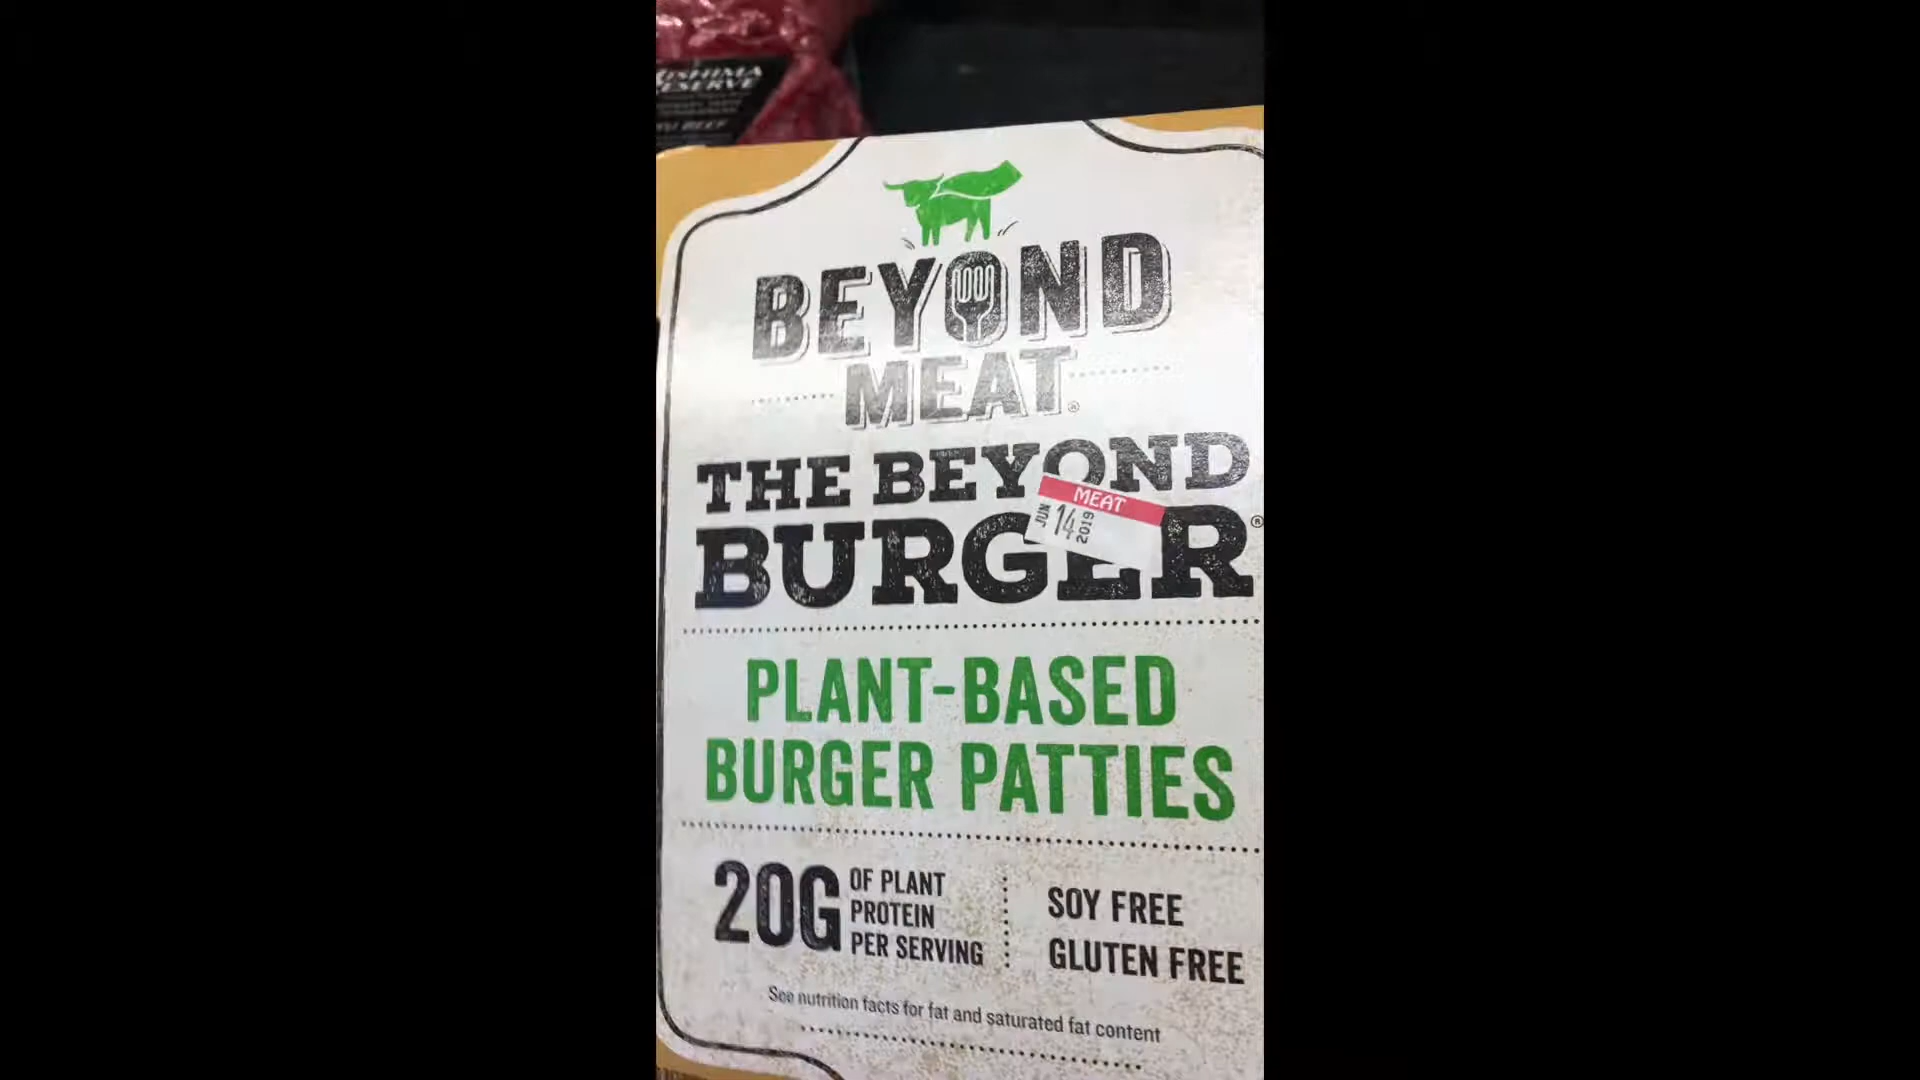 BEEF
BEYOND
MEAT®
THE BEYOND
BURGER®
MEAT
JUN 14 2019
PLANT-BASED
BURGER PATTIES
20G OF PLANT
PROTEIN
PER SERVING
SOY FREE
GLUTEN FREE
See nutrition facts for fat and saturated fat content